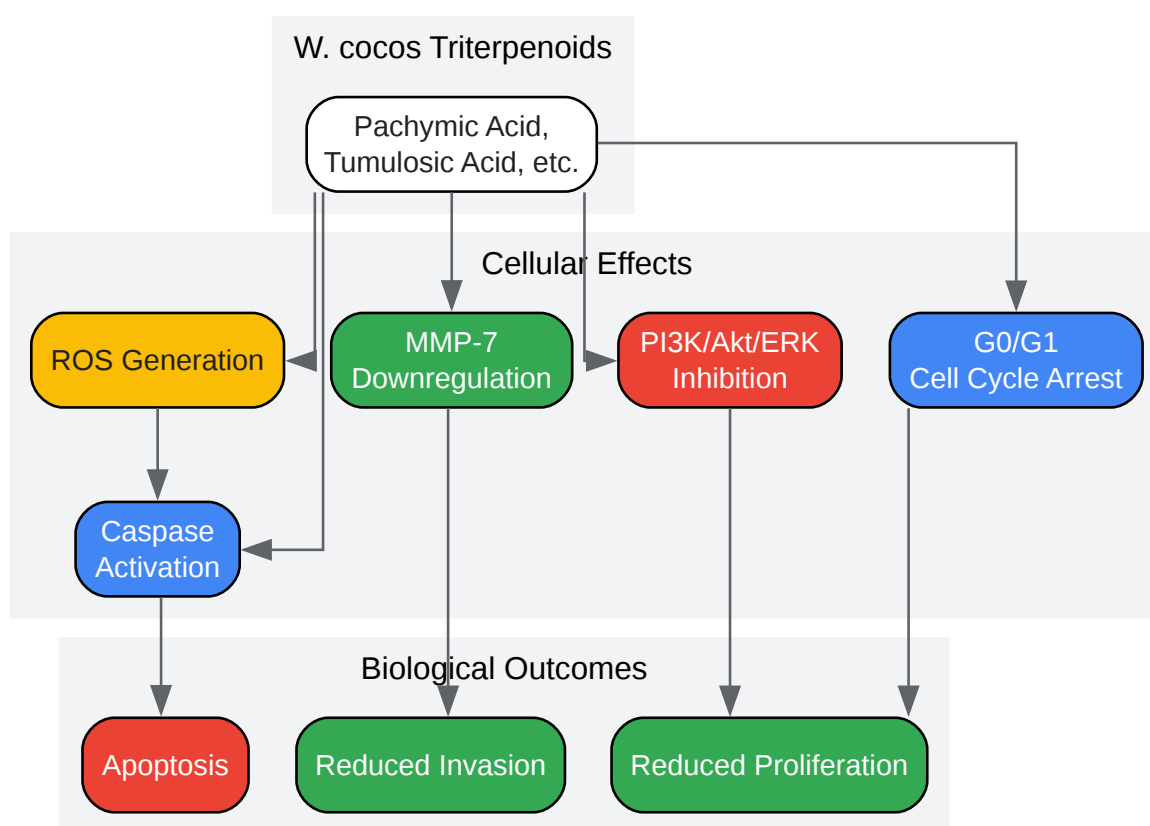 W. cocos Triterpenoids
Pachymic Acid,
Tumulosic Acid, etc.
Cellular Effects
ROS Generation
MMP-7
Downregulation
PI3K/Akt/ERK
Inhibition
G0/G1
Cell Cycle Arrest
Caspase
Activation
Biological Outcomes
Apoptosis
Reduced Invasion
Reduced Proliferation